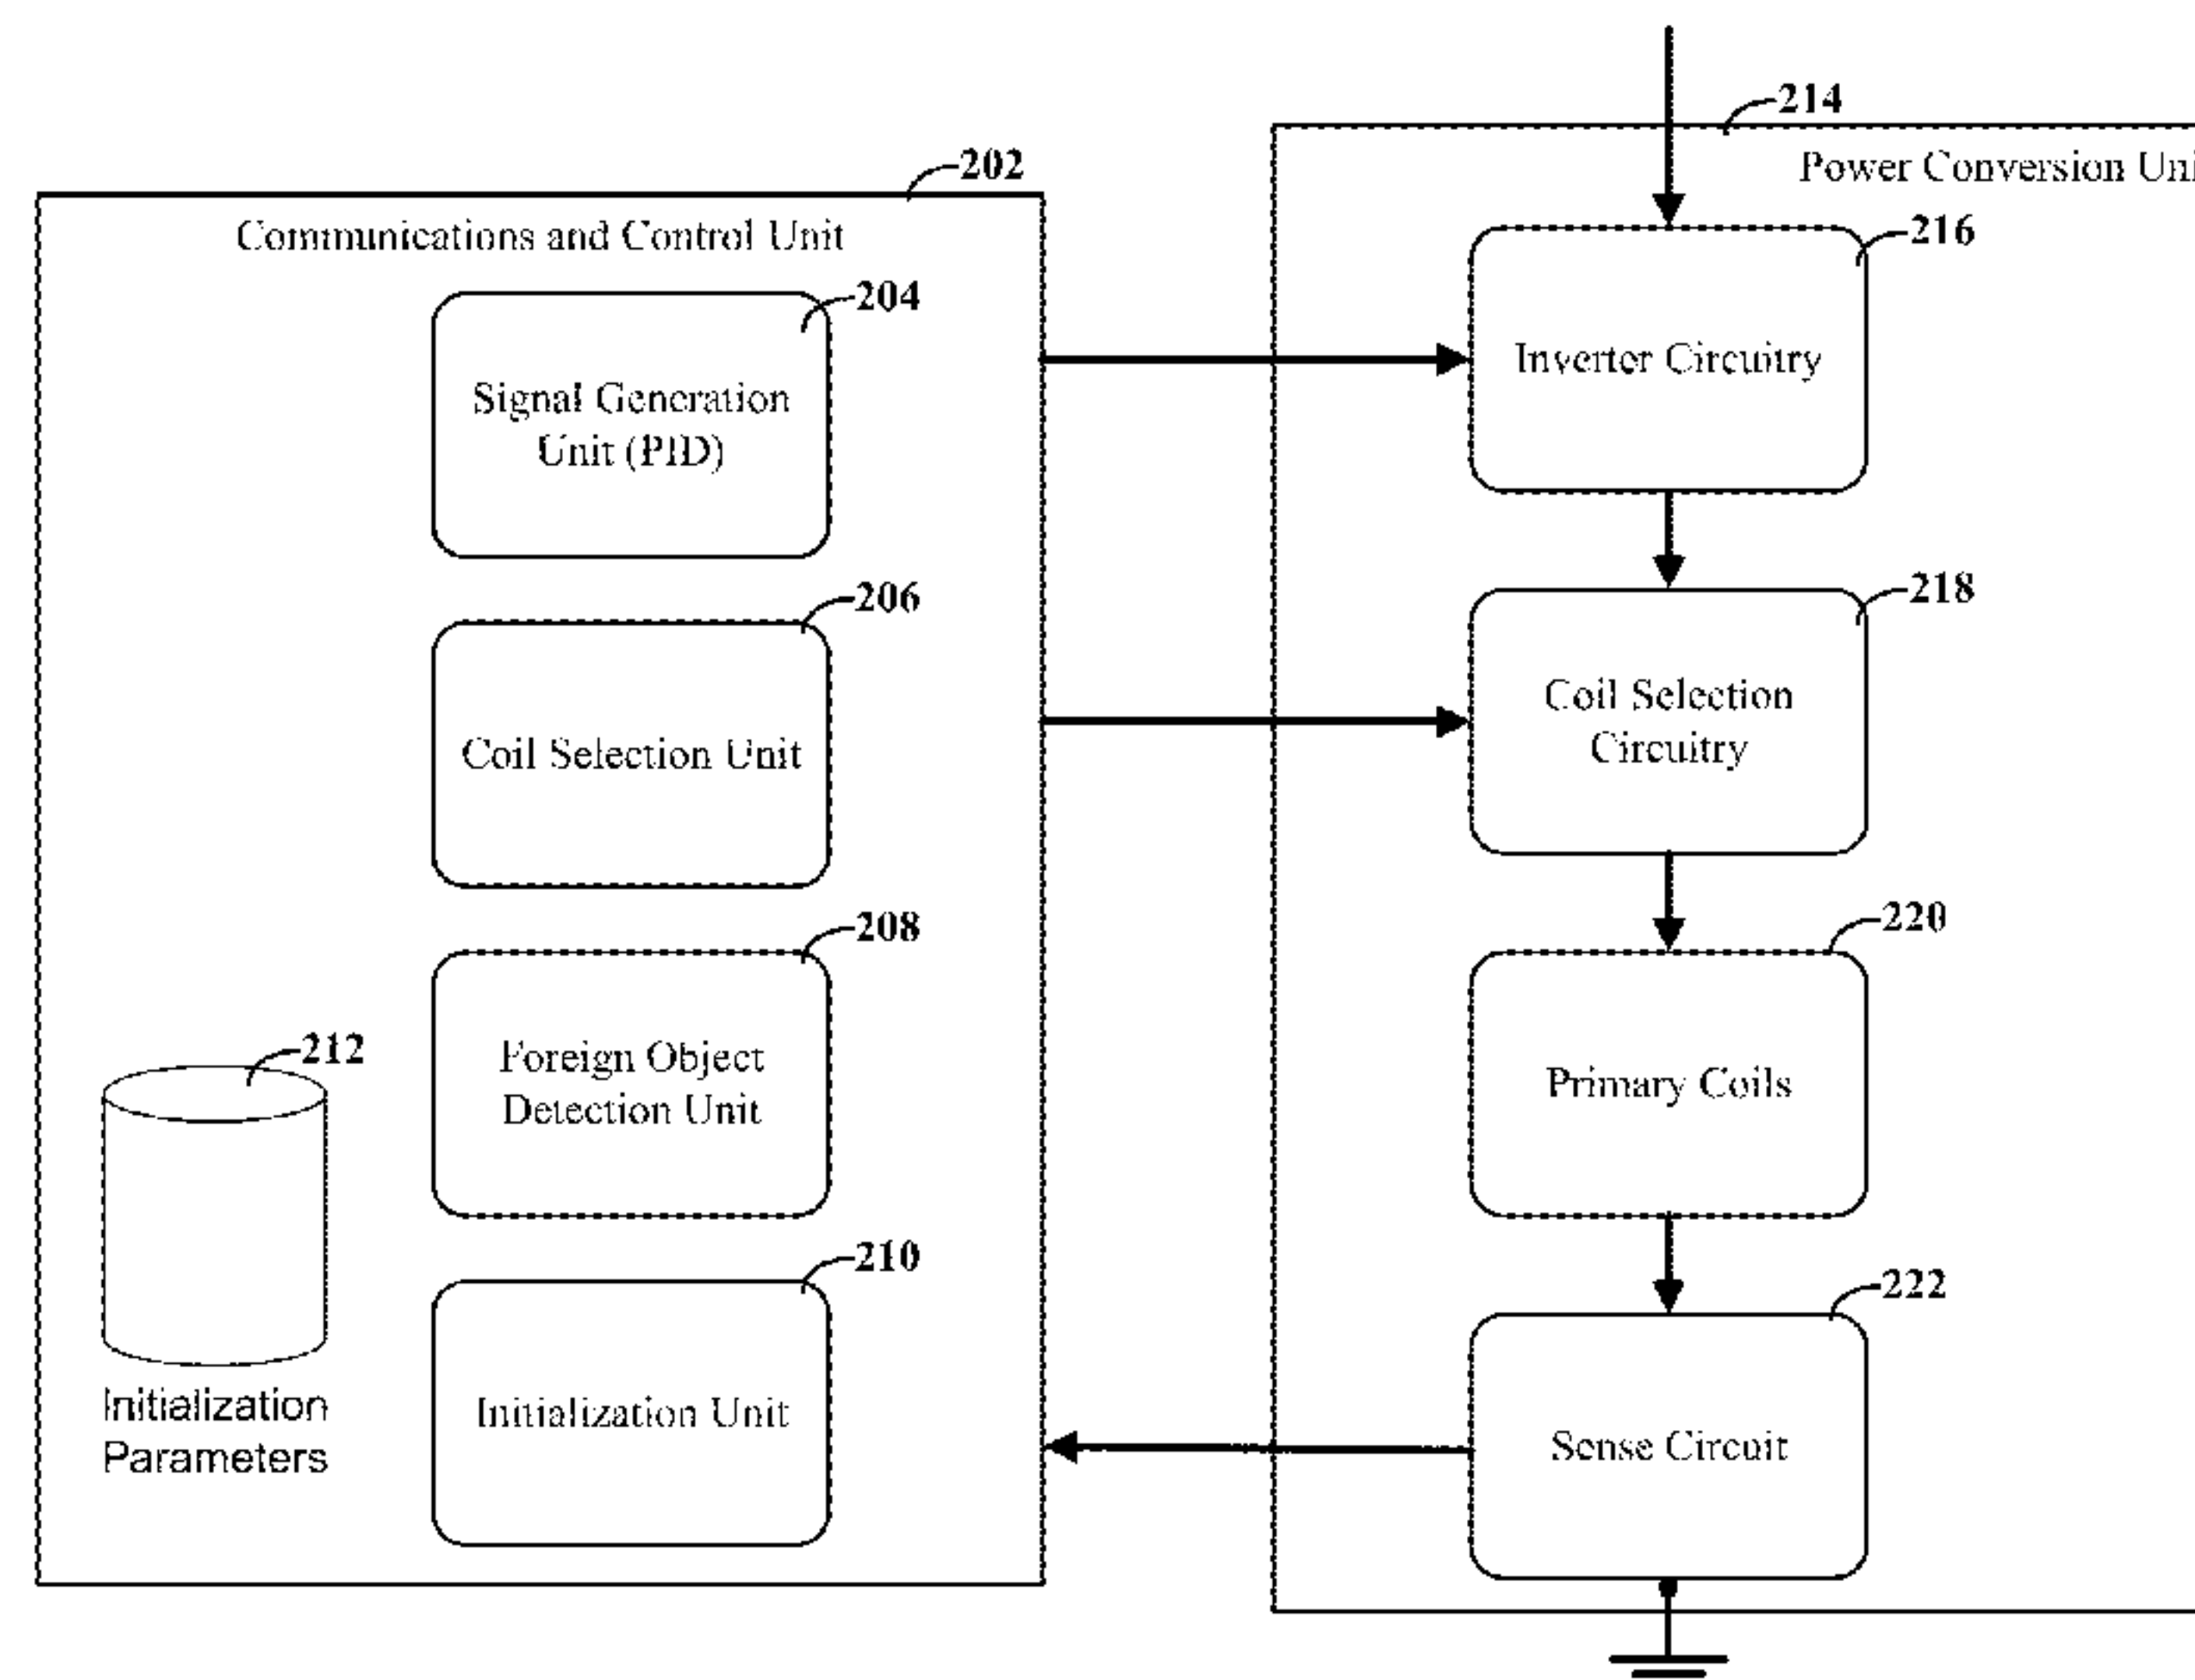 214
Power Conversion Uni
202
Communications and Control Unit
216
204
Inverter Circuitry
Signal Generation
Unit (PID)
206
218
Coil Selection
Circuitry
Coil Selection Unit
208
220
Foreign Object
Detection Unit
Primary Coils
212
210
222
Initialization
Parameters
Initialization Unit
Sense Circuit